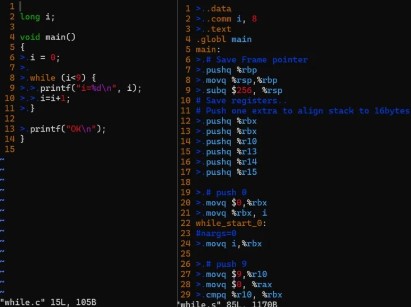 1
2 long i;
3
4 void main()
5 {
6 >.i = 0;
7 >.
8 >.while (i<9) {
9 >.>.printf("i=%d\n", i);
10 >.>.i=i+1;
11 >.}
12
13 >.printf("OK\n");
14 }
15
~
~
~
~
~
~
~
~
~
~
~
"while.c" 15L, 105B
1 >..data
2 >..comm i, 8
3 >..text
4 .globl main
5 main:
6 >.# Save Frame pointer
7 >.pushq %rbp
8 >.movq %rsp,%rbp
9 >.subq $256, %rsp
10 # Save registers.
11 # Push one extra to align stack to 16bytes
12 >.pushq %rbx
13 >.pushq %rbx
14 >.pushq %r10
15 >.pushq %r13
16 >.pushq %r14
17 >.pushq %r15
18
19 >.# push 0
20 >.movq $0,%rbx
21 >.movq %rbx, i
22 while_start_0:
23 #nargs=0
24 >.movq i,%rbx
25
26 >.# push 9
27 >.movq $9,%r10
28 >.movq $0, %rax
29 >.cmpq %r10, %rbx
"while.s" 85L, 1170B